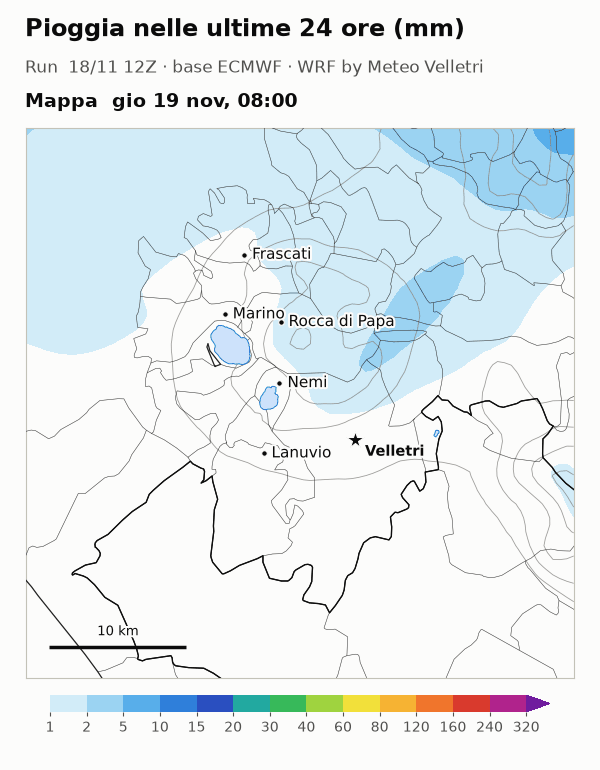 Pioggia nelle ultime 24 ore (mm)
Run  18/11 12Z · base ECMWF · WRF by Meteo Velletri
Mappa  gio 19 nov, 08:00
Frascati
Marino
Rocca di Papa
Nemi
Velletri
Lanuvio
10 km
1 2 5 10 15 20 30 40 60 80 120 160 240 320